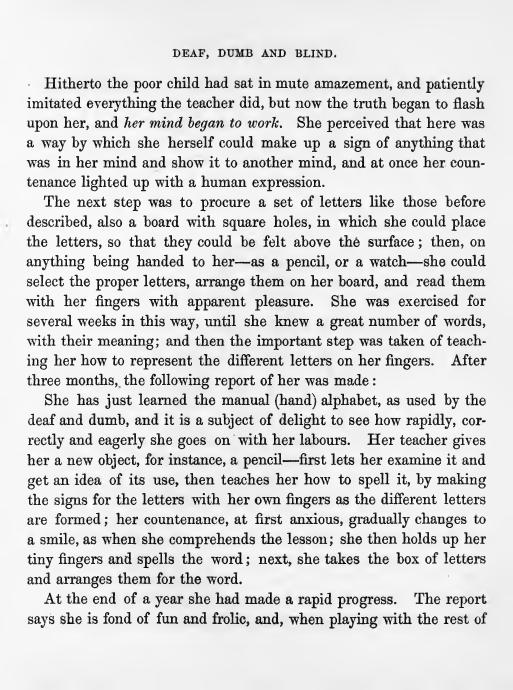 DEAF, DUMB AND BLIND.
Hitherto the poor child had sat in mute amazement, and patiently
imitated everything the teacher did, but now the truth began to flash
upon her, and her mind began to work. She perceived that here was
a way by which she herself could make up a sign of anything that
was in her mind and show it to another mind, and at once her coun-
tenance lighted up with a human expression.
The next step was to procure a set of letters like those before
described, also a board with square holes, in which she could place
the letters, so that they could be felt above the surface; then, on
anything being handed to her—as a pencil, or a watch—she could
select the proper letters, arrange them on her board, and read them
with her fingers with apparent pleasure. She was exercised for
several weeks in this way, until she knew a great number of words,
with their meaning; and then the important step was taken of teach-
ing her how to represent the different letters on her fingers. After
three months, the following report of her was made:
She has just learned the manual (hand) alphabet, as used by the
deaf and dumb, and it is a subject of delight to see how rapidly, cor-
rectly and eagerly she goes on with her labours. Her teacher gives
her a new object, for instance, a pencil—first lets her examine it and
get an idea of its use, then teaches her how to spell it, by making
the signs for the letters with her own fingers as the different letters
are formed; her countenance, at first anxious, gradually changes to
a smile, as when she comprehends the lesson; she then holds up her
tiny fingers and spells the word; next, she takes the box of letters
and arranges them for the word.
At the end of a year she had made a rapid progress. The report
says she is fond of fun and frolic, and, when playing with the rest of